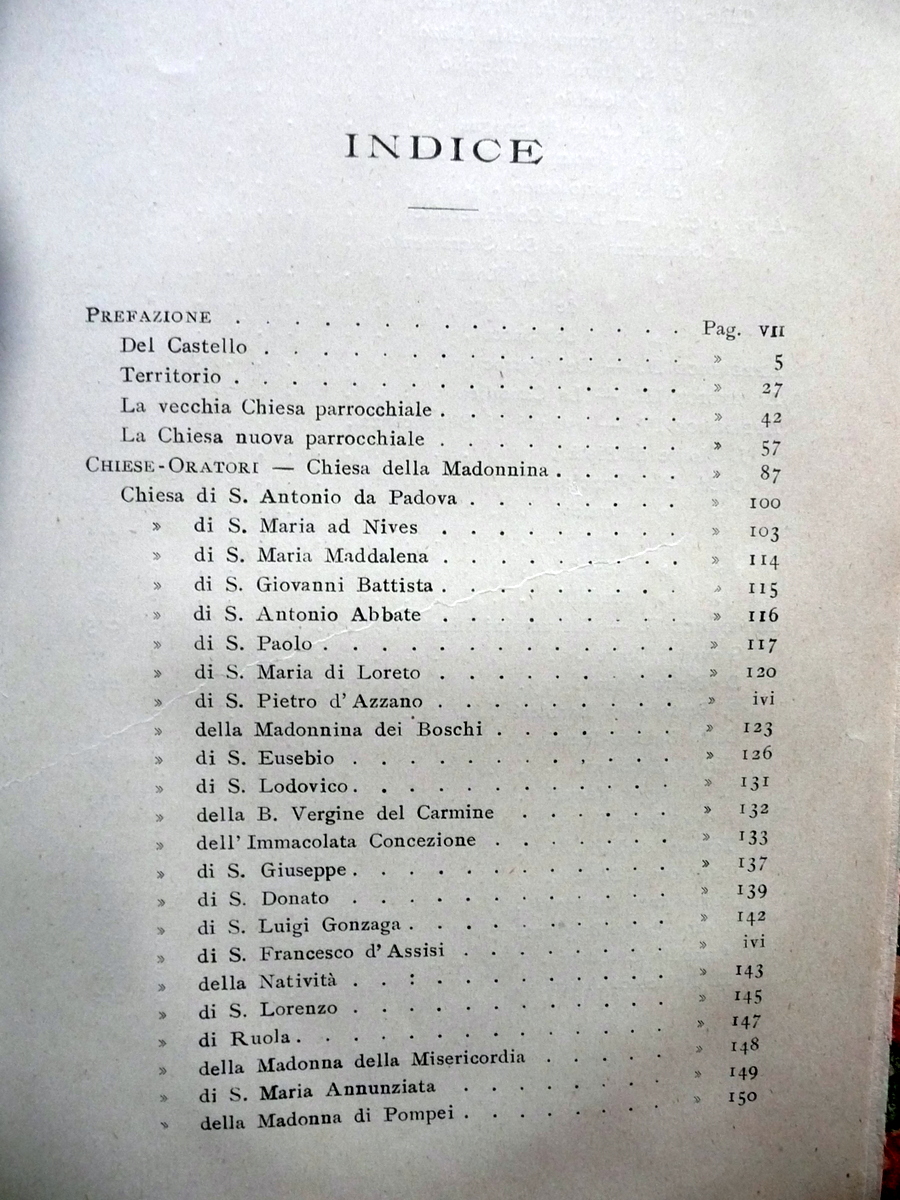 INDICE
PREFAZIONE . . . . . . . . . . . . . . . . Pag. VII
Del Castello . . . . . . . . . . . . . . » 5
Territorio . . . . . . . . . . . . . . . » 27
La vecchia Chiesa parrocchiale . . . . . . . . » 42
La Chiesa nuova parrocchiale . . . . . . . . » 57
CHIESE-ORATORI — Chiesa della Madonnina . . . . . » 87
Chiesa di S. Antonio da Padova . . . . . . . . » 100
» di S. Maria ad Nives . . . . . . . . . » 103
» di S. Maria Maddalena . . . . . . . . . » 114
» di S. Giovanni Battista . . . . . . . . . » 115
» di S. Antonio Abbate . . . . . . . . . » 116
» di S. Paolo . . . . . . . . . . . . . » 117
» di S. Maria di Loreto . . . . . . . . . » 120
» di S. Pietro d'Azzano . . . . . . . . . » ivi
» della Madonnina dei Boschi . . . . . . . » 123
» di S. Eusebio . . . . . . . . . . . . » 126
» di S. Lodovico . . . . . . . . . . . . » 131
» della B. Vergine del Carmine . . . . . . » 132
» dell'Immacolata Concezione . . . . . . . » 133
» di S. Giuseppe . . . . . . . . . . . . » 137
» di S. Donato . . . . . . . . . . . . » 139
» di S. Luigi Gonzaga . . . . . . . . . . » 142
» di S. Francesco d'Assisi . . . . . . . . » ivi
» della Natività . . : . . . . . . . . . » 143
» di S. Lorenzo . . . . . . . . . . . . » 145
» di Ruola . . . . . . . . . . . . . . » 147
» della Madonna della Misericordia . . . . . » 148
» di S. Maria Annunziata . . . . . . . . » 149
» della Madonna di Pompei . . . . . . . . » 150